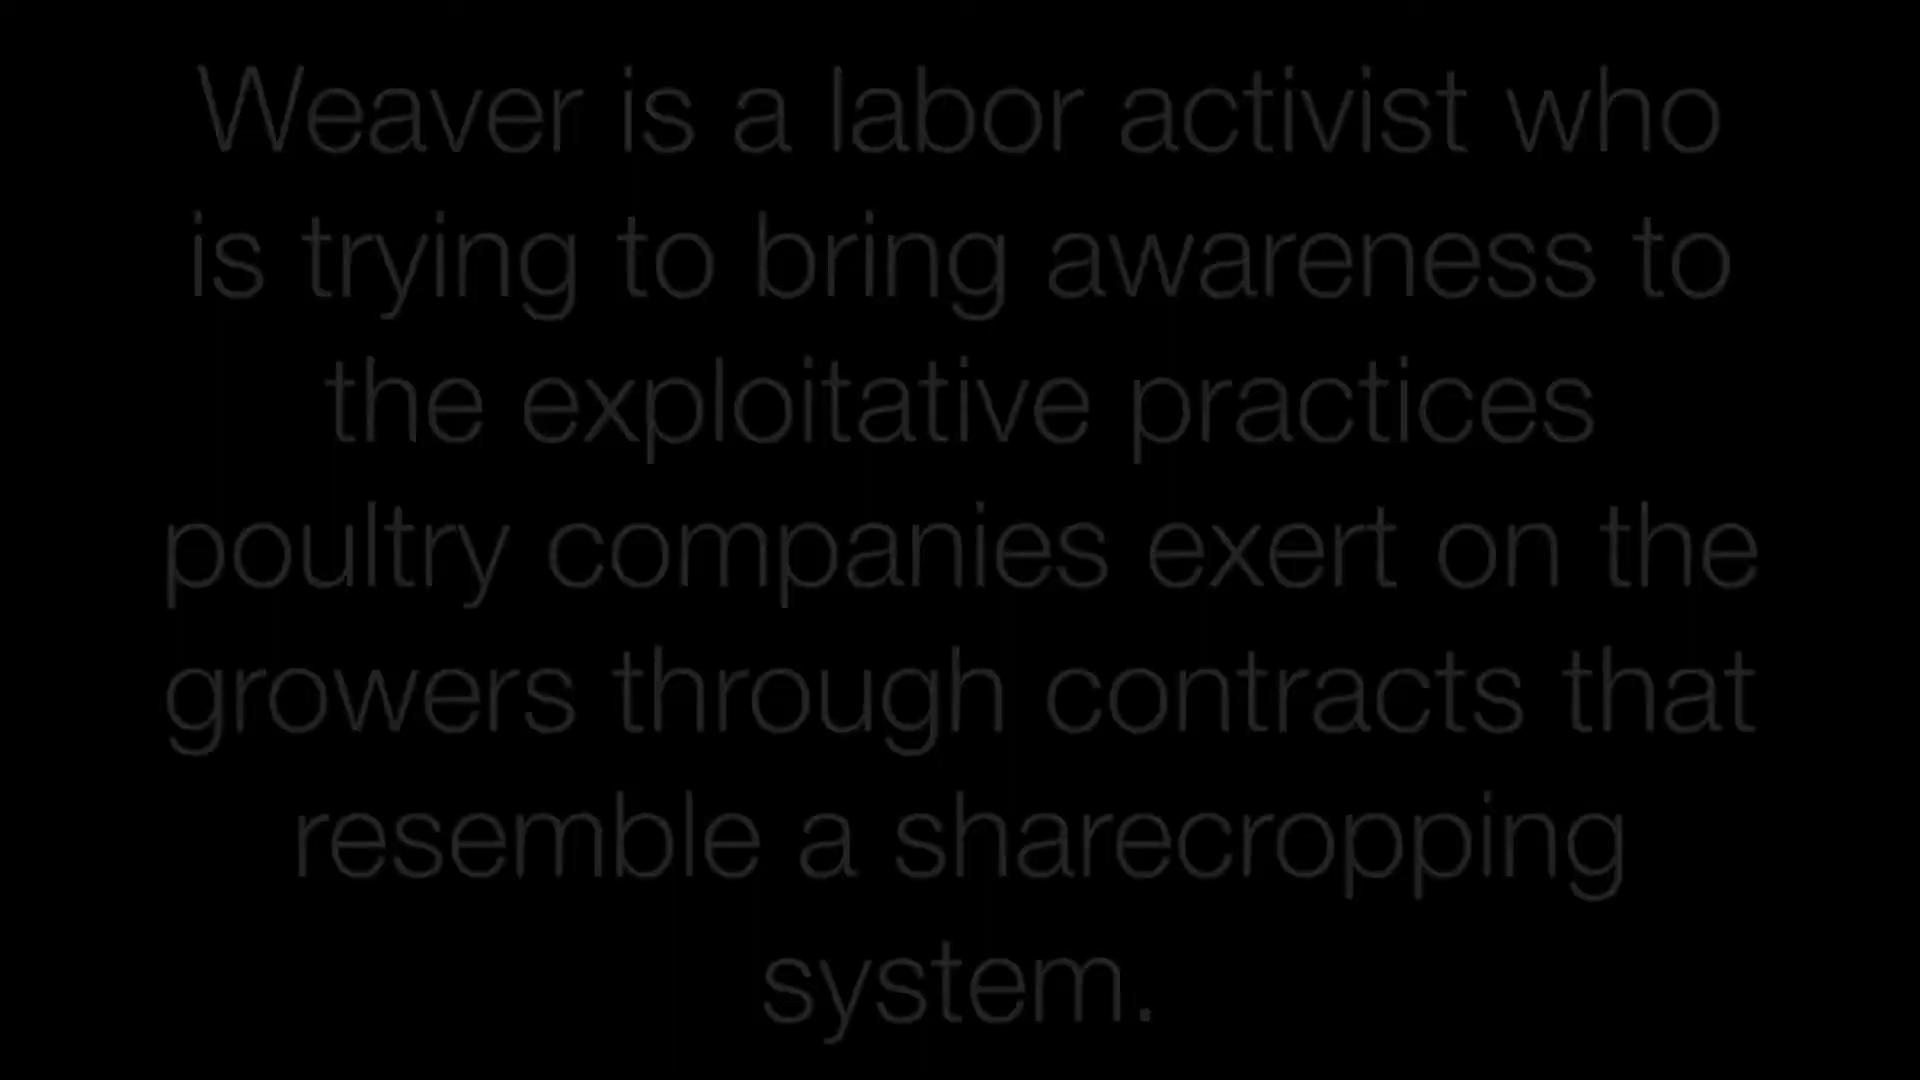 Weaver is a labor activist who
is trying to bring awareness to
the exploitative practices
poultry companies exert on the
growers through contracts that
resemble a sharecropping
system.